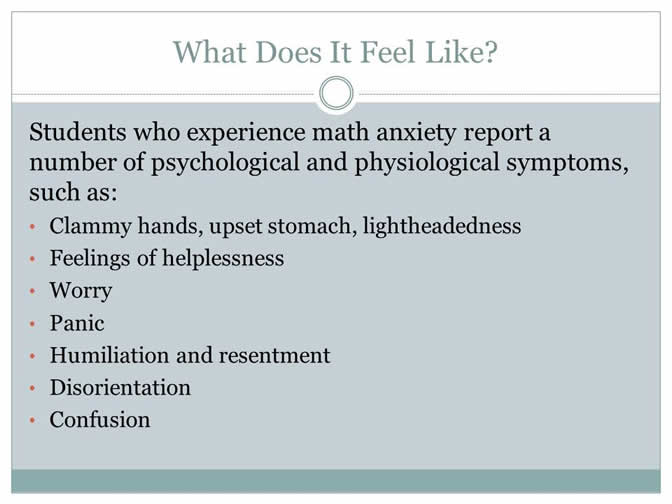 What Does It Feel Like?
Students who experience math anxiety report a
number of psychological and physiological symptoms,
such as:
• Clammy hands, upset stomach, lightheadedness
• Feelings of helplessness
• Worry
• Panic
• Humiliation and resentment
• Disorientation
• Confusion